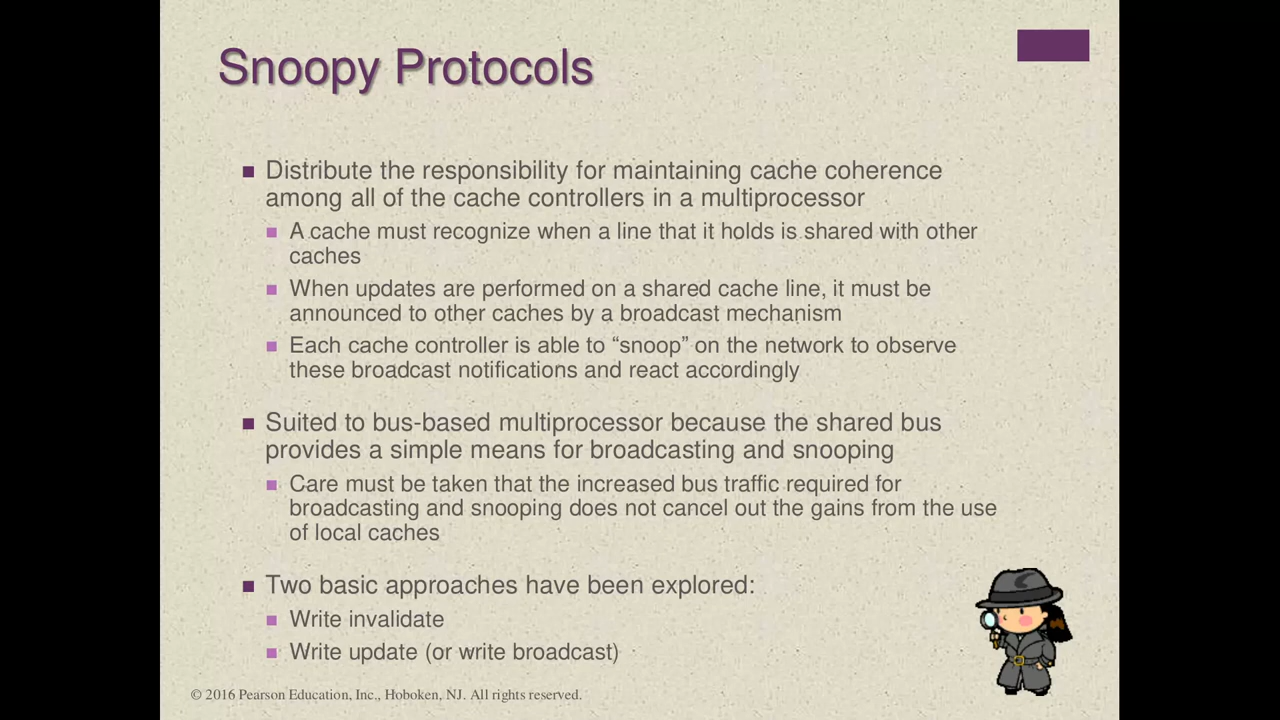 Snoopy Protocols
Distribute the responsibility for maintaining cache coherence
among all of the cache controllers in a multiprocessor
A cache must recognize when a line that it holds is shared with other
caches
When updates are performed on a shared cache line, it must be
announced to other caches by a broadcast mechanism
Each cache controller is able to “snoop” on the network to observe
these broadcast notifications and react accordingly
Suited to bus-based multiprocessor because the shared bus
provides a simple means for broadcasting and snooping
Care must be taken that the increased bus traffic required for
broadcasting and snooping does not cancel out the gains from the use
of local caches
Two basic approaches have been explored:
Write invalidate
Write update (or write broadcast)
© 2016 Pearson Education, Inc., Hoboken, NJ. All rights reserved.